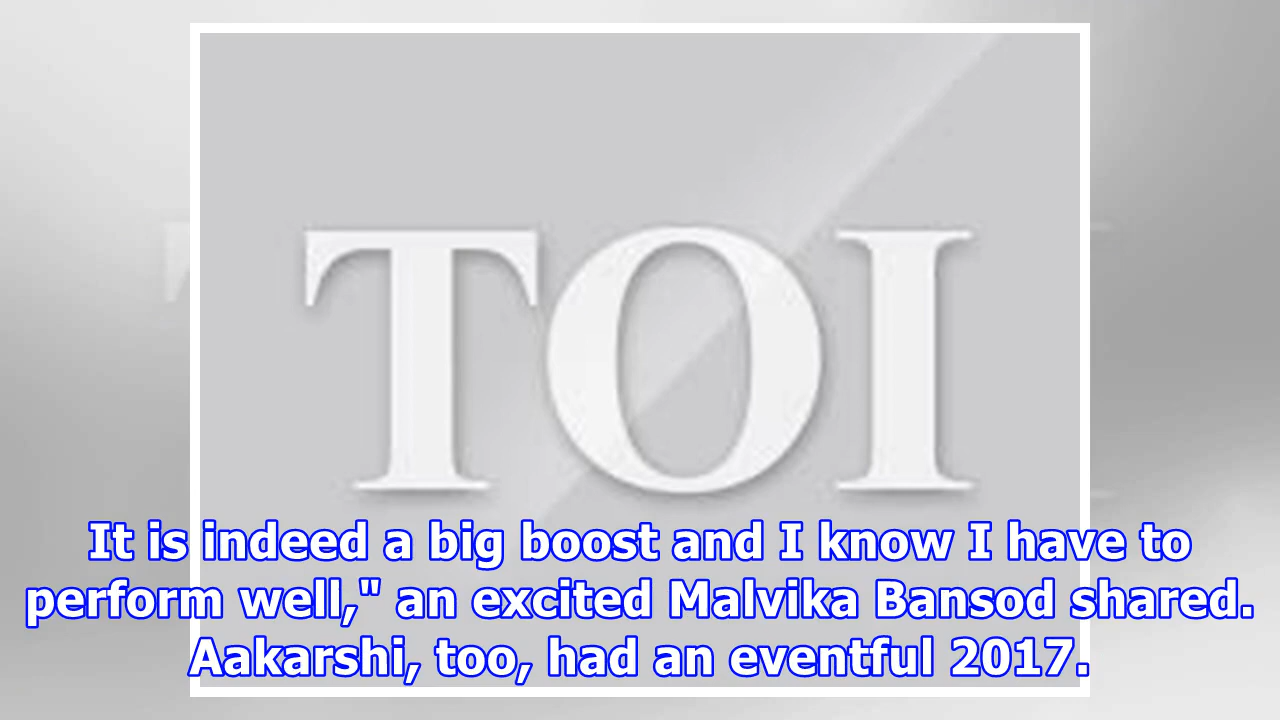 TOI
It is indeed a big boost and I know I have to
perform well," an excited Malvika Bansod shared.
Aakarshi, too, had an eventful 2017.